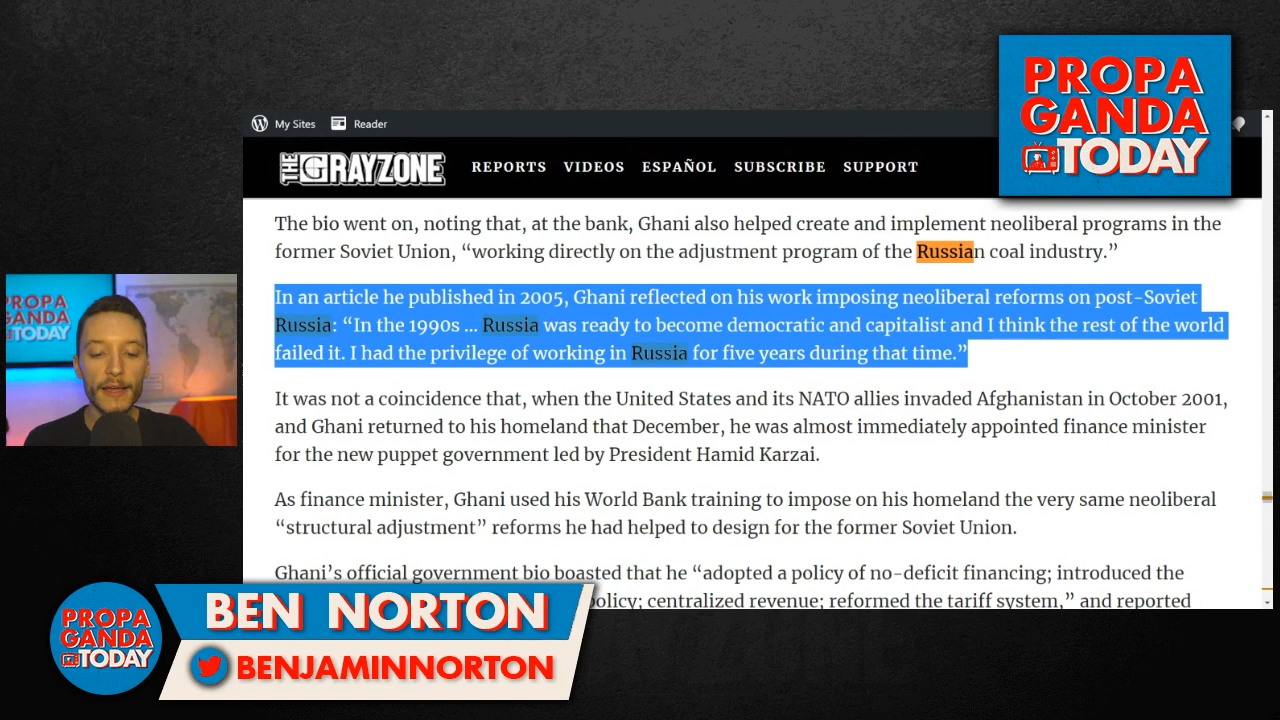 My Sites
Reader
PROPA
GANDA
TODAY
THE GRAYZONE
REPORTS VIDEOS ESPAÑOL SUBSCRIBE SUPPORT
The bio went on, noting that, at the bank, Ghani also helped create and implement neoliberal programs in the
former Soviet Union, “working directly on the adjustment program of the Russian coal industry.”
In an article he published in 2005, Ghani reflected on his work imposing neoliberal reforms on post-Soviet
Russia: “In the 1990s ... Russia was ready to become democratic and capitalist and I think the rest of the world
failed it. I had the privilege of working in Russia for five years during that time.”
It was not a coincidence that, when the United States and its NATO allies invaded Afghanistan in October 2001,
and Ghani returned to his homeland that December, he was almost immediately appointed finance minister
for the new puppet government led by President Hamid Karzai.
As finance minister, Ghani used his World Bank training to impose on his homeland the very same neoliberal
“structural adjustment” reforms he had helped to design for the former Soviet Union.
Ghani’s official government bio boasted that he “adopted a policy of no-deficit financing; introduced the
policy; centralized revenue; reformed the tariff system,” and reported
PROPA
GANDA
TODAY
PROPA
GANDA
TODAY
BEN NORTON
BENJAMINNORTON